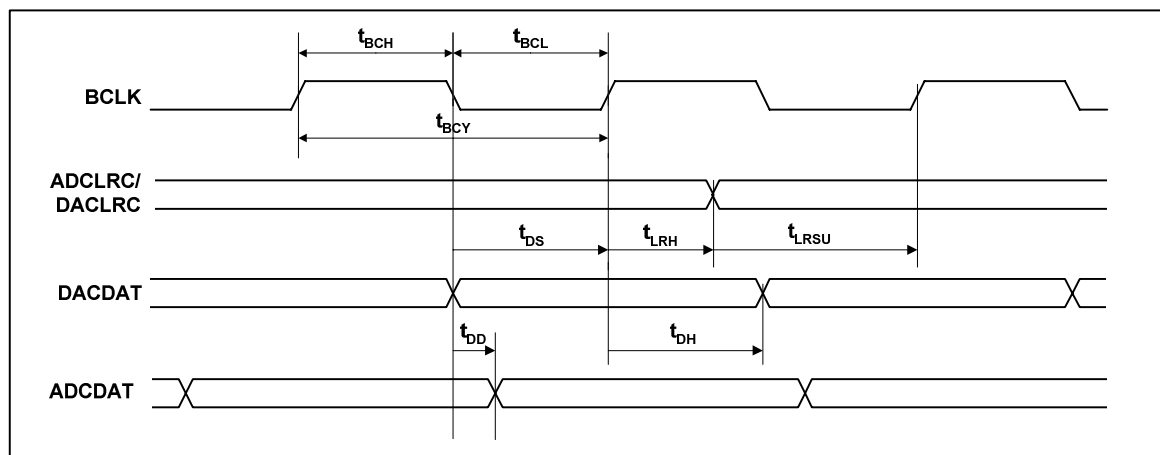 tBCH tBCL
BCLK
tBCY
ADCLRC/
DACLRC
tDS tLRH tLRSU
DACDAT
tDD tDH
ADCDAT